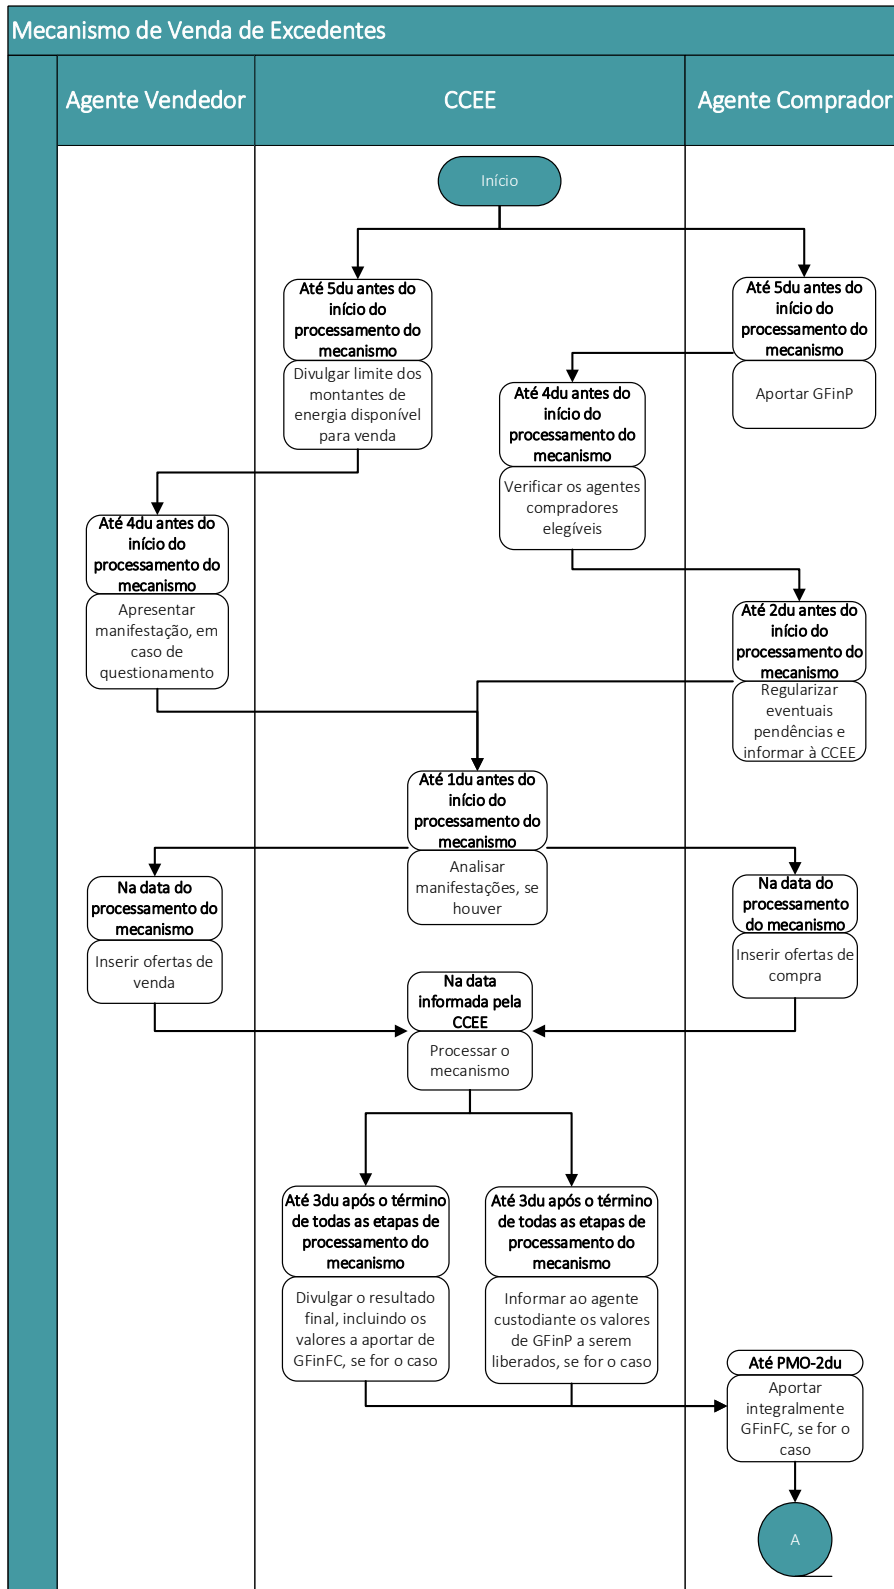 Mecanismo de Venda de Excedentes
Agente Vendedor
CCEE
Agente Comprador
Início
Até 5du antes do
início do
processamento do
mecanismo
Divulgar limite dos
montantes de
energia disponível
para venda
Até 5du antes do
início do
processamento do
mecanismo
Aportar GFinP
Até 4du antes do
início do
processamento do
mecanismo
Verificar os agentes
compradores
elegíveis
Até 4du antes do
início do
processamento do
mecanismo
Apresentar
manifestação, em
caso de
questionamento
Até 2du antes do
início do
processamento do
mecanismo
Regularizar
eventuais
pendências e
informar à CCEE
Até 1du antes do
início do
processamento do
mecanismo
Analisar
manifestações, se
houver
Na data do
processamento do
mecanismo
Inserir ofertas de
venda
Na data do
processamento
do mecanismo
Inserir ofertas de
compra
Na data
informada pela
CCEE
Processar o
mecanismo
Até 3du após o término
de todas as etapas de
processamento do
mecanismo
Divulgar o resultado
final, incluindo os
valores a aportar de
GFinFC, se for o caso
Até 3du após o término
de todas as etapas de
processamento do
mecanismo
Informar ao agente
custodiante os valores
de GFinP a serem
liberados, se for o caso
Até PMO-2du
Aportar
integralmente
GFinFC, se for o
caso
A